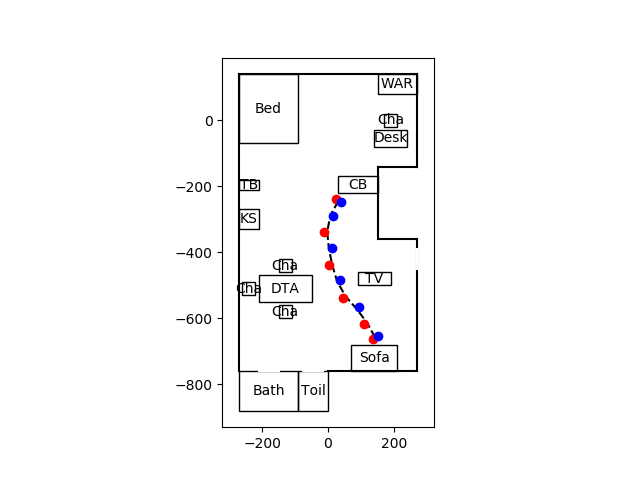 WAR
Bed
Cha
0
Desk
TB
CB
−200
KS
Cha
−400
TV
Cha
DTA
Cha
−600
Sofa
−800
Bath
Toil
−200
0
200